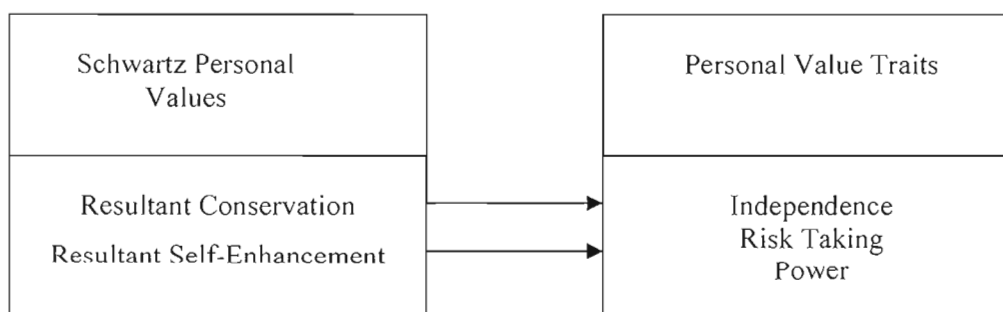 Schwartz Personal
Values
Personal Value Traits
Resultant Conservation
Resultant Self-Enhancement
Independence
Risk Taking
Power